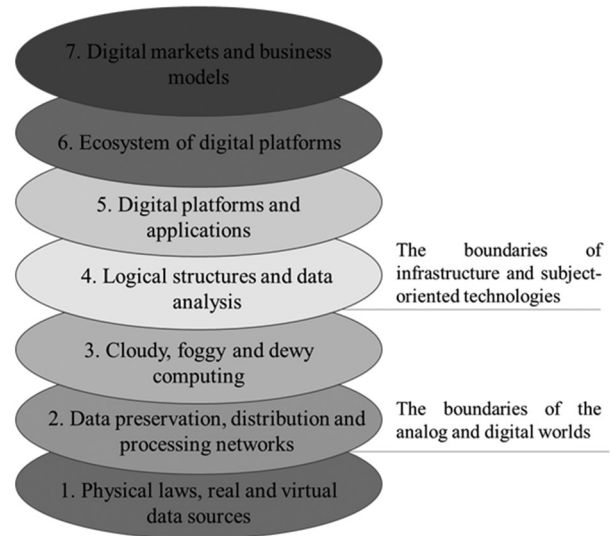 7. Digital markets and business
models
6. Ecosystem of digital platforms
5. Digital platforms and
applications
4. Logical structures and data
analysis
The boundaries of
infrastructure and subject-
oriented technologies
3. Cloudy, foggy and dewy
computing
2. Data preservation, distribution and
processing networks
The boundaries of the
analog and digital worlds
1. Physical laws, real and virtual
data sources